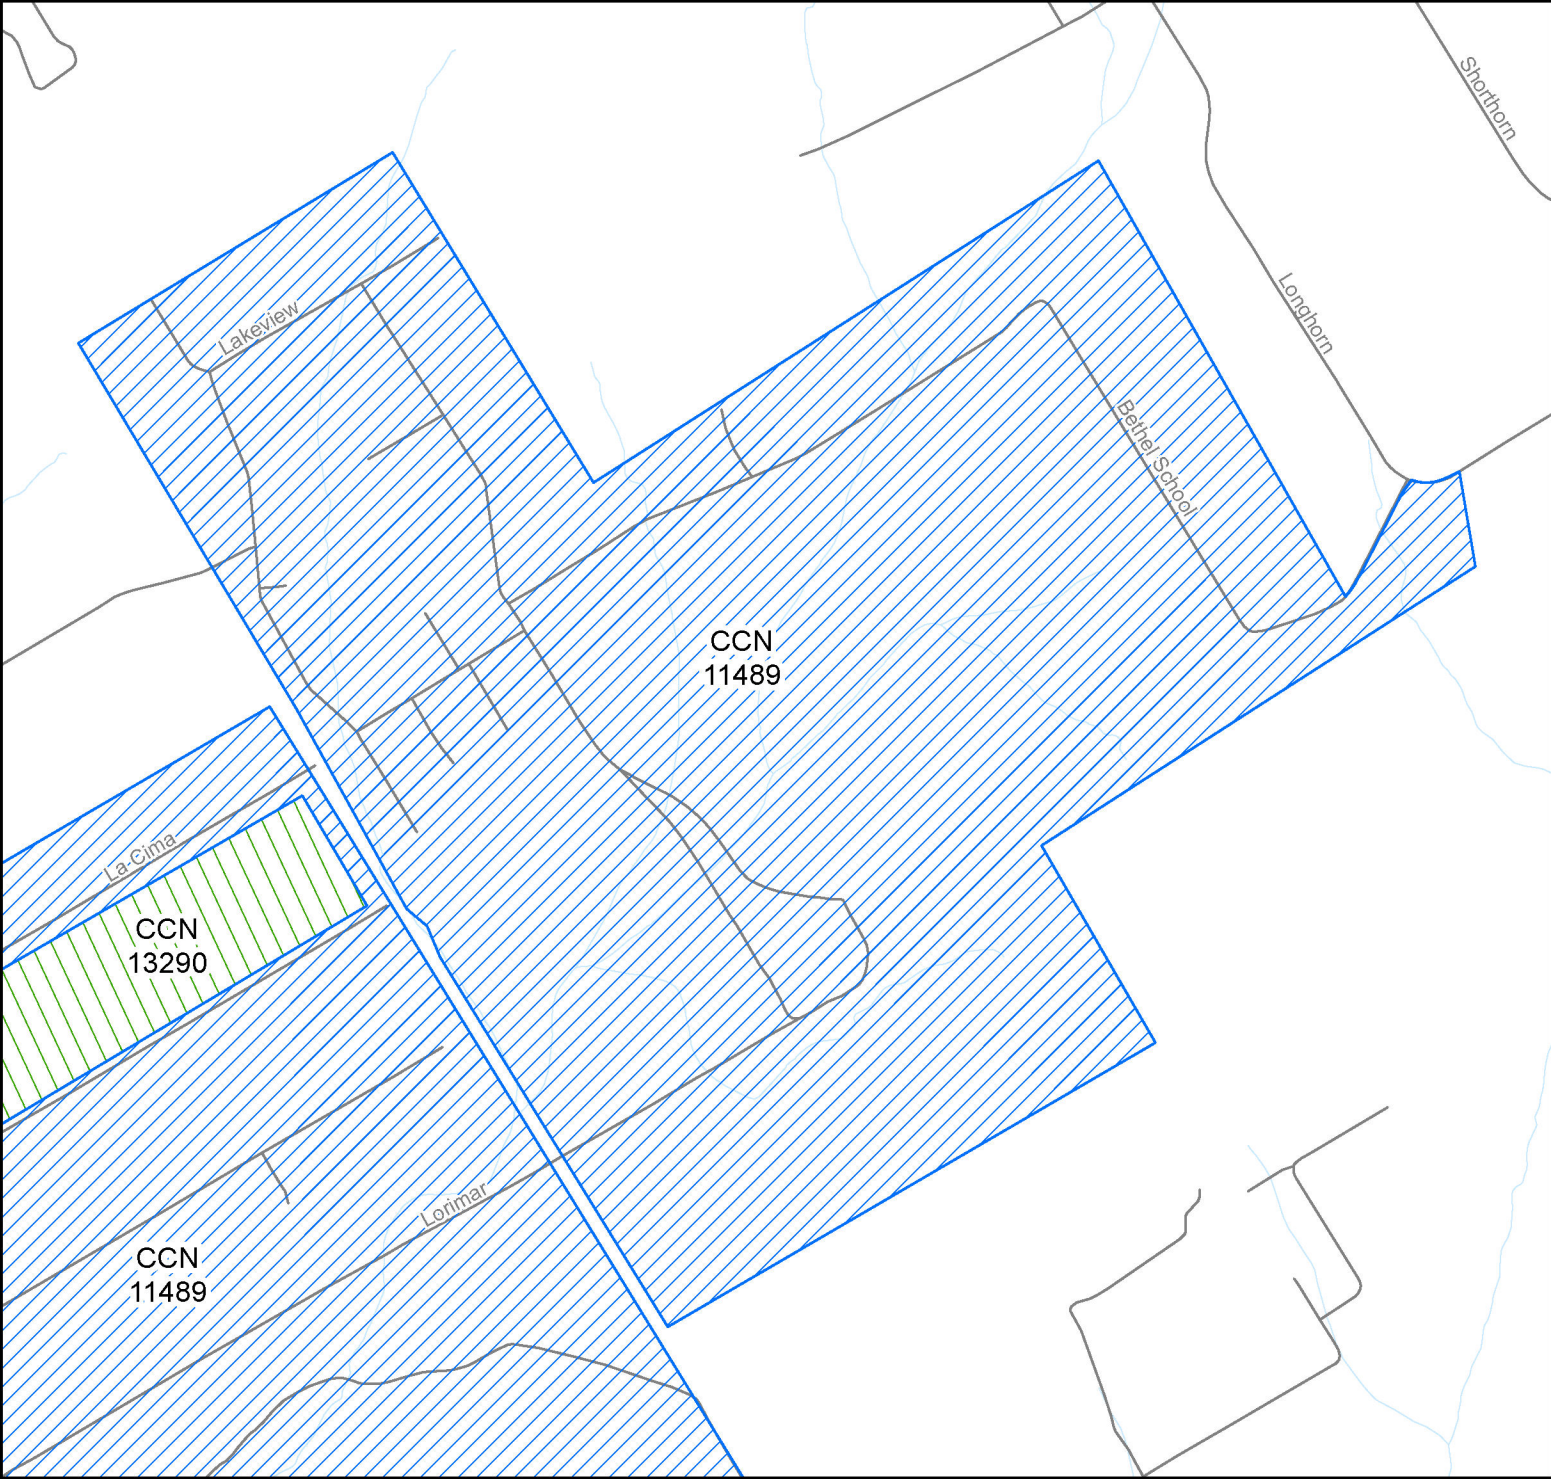 Shorthorn
Longhorn
Lakeview
Bethel School
CCN
11489
La Cima
CCN
13290
Lorimar
CCN
11489